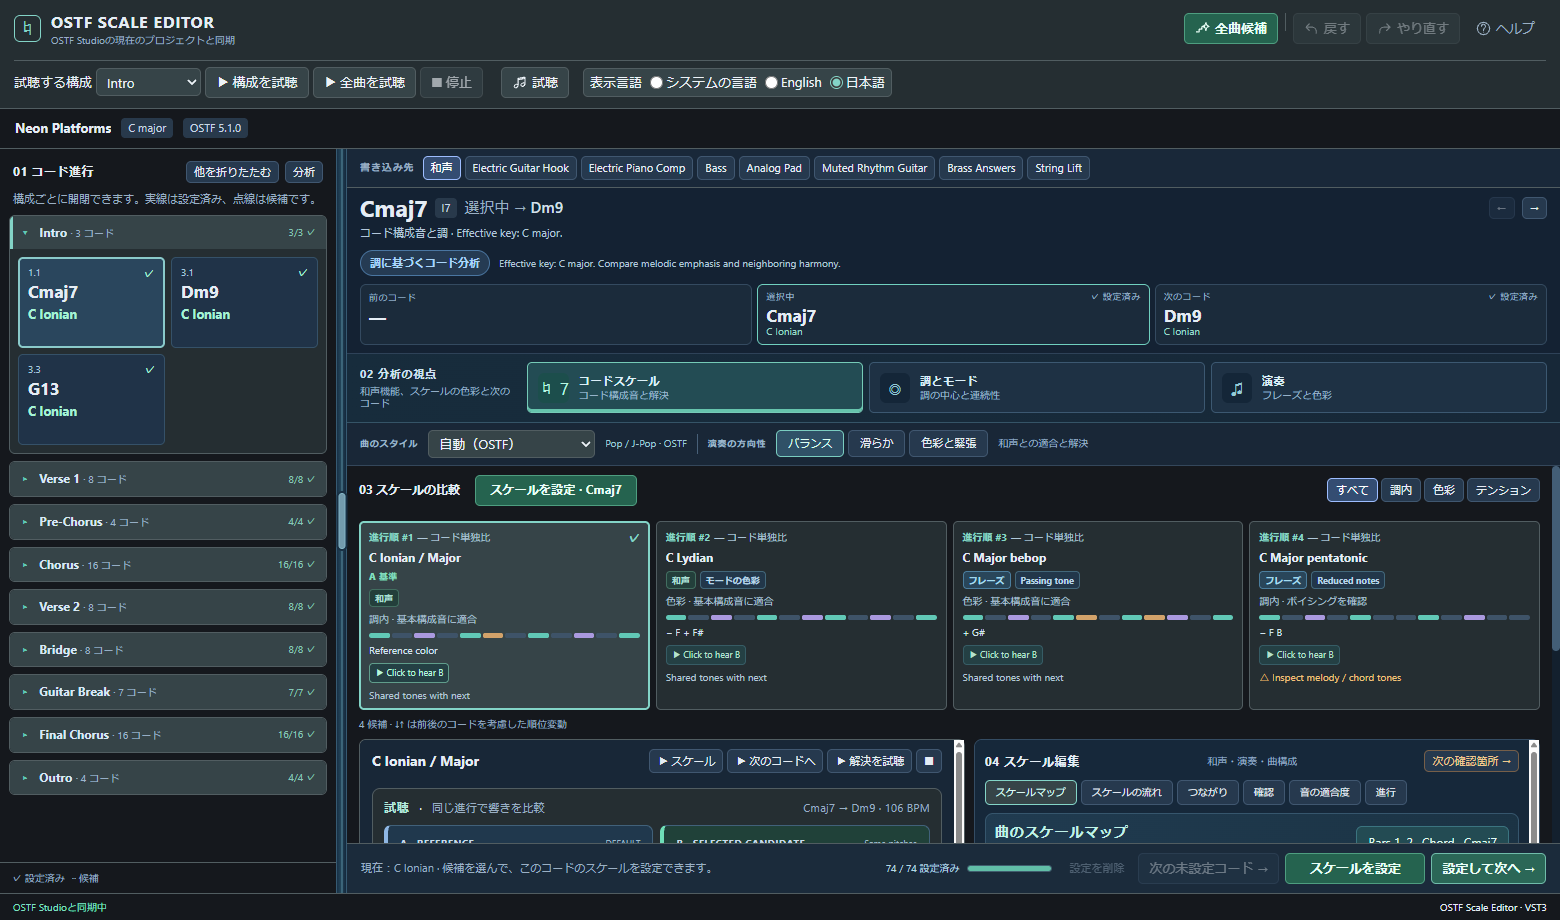 OSTF SCALE EDITOR
OSTF Studioの現在のプロジェクトと同期
全曲候補
戻す
やり直す
ヘルプ
試聴する構成
Intro
▶ 構成を試聴
▶ 全曲を試聴
■ 停止
試聴
表示言語
システムの言語
English
日本語
Neon Platforms
C major
OSTF 5.1.0
01 コード進行
他を折りたたむ
分析
構成ごとに開閉できます。実線は設定済み、点線は候補です。
Intro · 3 コード
3/3 ✓
1.1 ✓
Cmaj7
C Ionian
3.1 ✓
Dm9
C Ionian
3.3 ✓
G13
C Ionian
Verse 1 · 8 コード
8/8 ✓
Pre-Chorus · 4 コード
4/4 ✓
Chorus · 16 コード
16/16 ✓
Verse 2 · 8 コード
8/8 ✓
Bridge · 8 コード
8/8 ✓
Guitar Break · 7 コード
7/7 ✓
Final Chorus · 16 コード
16/16 ✓
Outro · 4 コード
4/4 ✓
✓ 設定済み - 候補
書き込み先
和声
Electric Guitar Hook
Electric Piano Comp
Bass
Analog Pad
Muted Rhythm Guitar
Brass Answers
String Lift
Cmaj7 I7 選択中 → Dm9
← →
コード構成音と調 · Effective key: C major.
調に基づくコード分析
Effective key: C major. Compare melodic emphasis and neighboring harmony.
前のコード
—
選択中
✓ 設定済み
Cmaj7
C Ionian
次のコード
✓ 設定済み
Dm9
C Ionian
02 分析の視点
和声機能、スケールの色彩と次の
コード
♮ 7
コードスケール
コード構成音と解決
◎
調とモード
調の中心と連続性
♫
演奏
フレーズと色彩
曲のスタイル
自動（OSTF）
Pop / J-Pop · OSTF
演奏の方向性
バランス
滑らか
色彩と緊張
和声との適合と解決
03 スケールの比較
スケールを設定 · Cmaj7
すべて
調内
色彩
テンション
進行順 #1 — コード単独比 ✓
C Ionian / Major
A 基準
和声
調内 · 基本構成音に適合
Reference color
▶ Click to hear B
Shared tones with next
進行順 #2 — コード単独比
C Lydian
和声
モードの色彩
色彩 · 基本構成音に適合
− F + F#
▶ Click to hear B
Shared tones with next
進行順 #3 — コード単独比
C Major bebop
フレーズ
Passing tone
色彩 · 基本構成音に適合
+ G#
▶ Click to hear B
Shared tones with next
進行順 #4 — コード単独比
C Major pentatonic
フレーズ
Reduced notes
調内 · ボイシングを確認
− F B
▶ Click to hear B
△ Inspect melody / chord tones
4 候補 · ↓↑ は前後のコードを考慮した順位変動
C Ionian / Major
▶ スケール
▶ 次のコードへ
▶ 解決を試聴
■
試聴 · 同じ進行で響きを比較
Cmaj7 → Dm9 · 106 BPM
A · REFERENCE
DEFAULT
B · SELECTED CANDIDATE
Same pitches
04 スケール編集
和声・演奏・曲構成
次の確認箇所 →
スケールマップ
スケールの流れ
つながり
確認
音の適合度
進行
曲のスケールマップ
Bars 1–2 · Chord · Cmaj7
現在：C Ionian · 候補を選んで、このコードのスケールを設定できます。
74 / 74 設定済み
設定を削除
次の未設定コード →
スケールを設定
設定して次へ →
OSTF Studioと同期中
OSTF Scale Editor · VST3